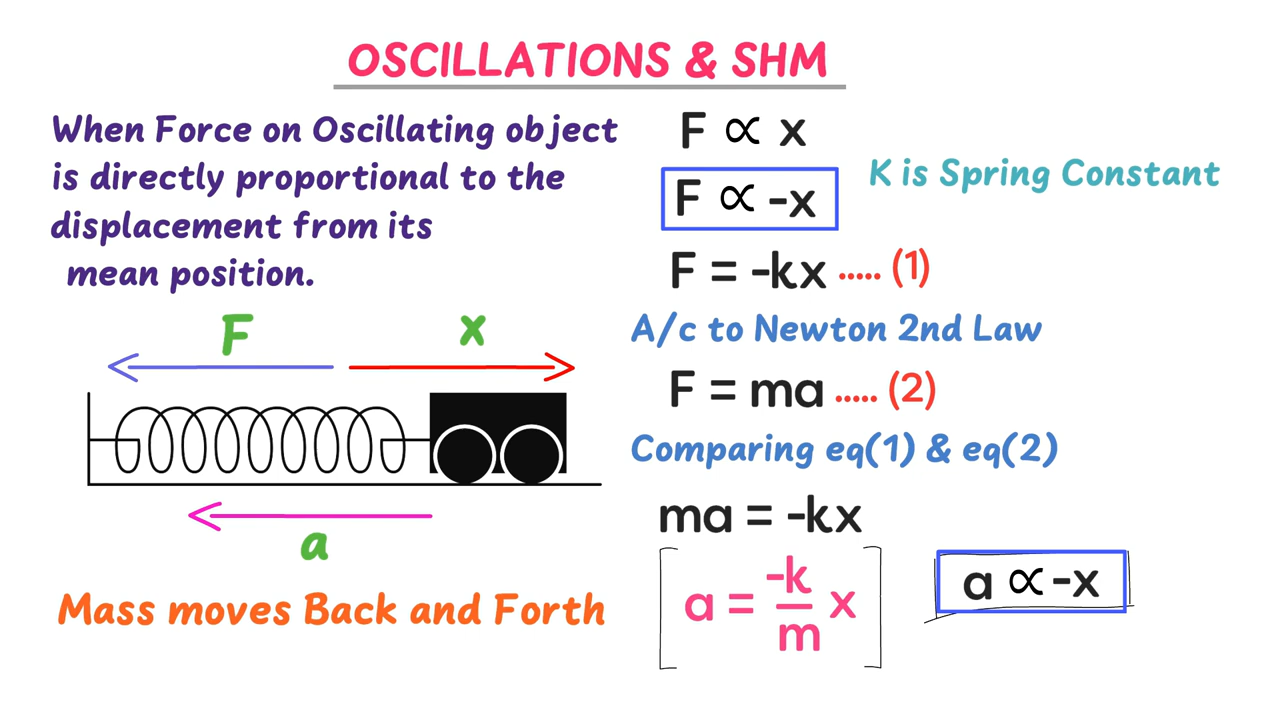 OSCILLATIONS & SHM
When Force on Oscillating object
is directly proportional to the
displacement from its
mean position.
F
x
a
Mass moves Back and Forth
F ∝ x
F ∝ -x
K is Spring Constant
F = -kx ..... (1)
A/c to Newton 2nd Law
F = ma ..... (2)
Comparing eq(1) & eq(2)
ma = -kx
[a = -k/m x]
a ∝ -x